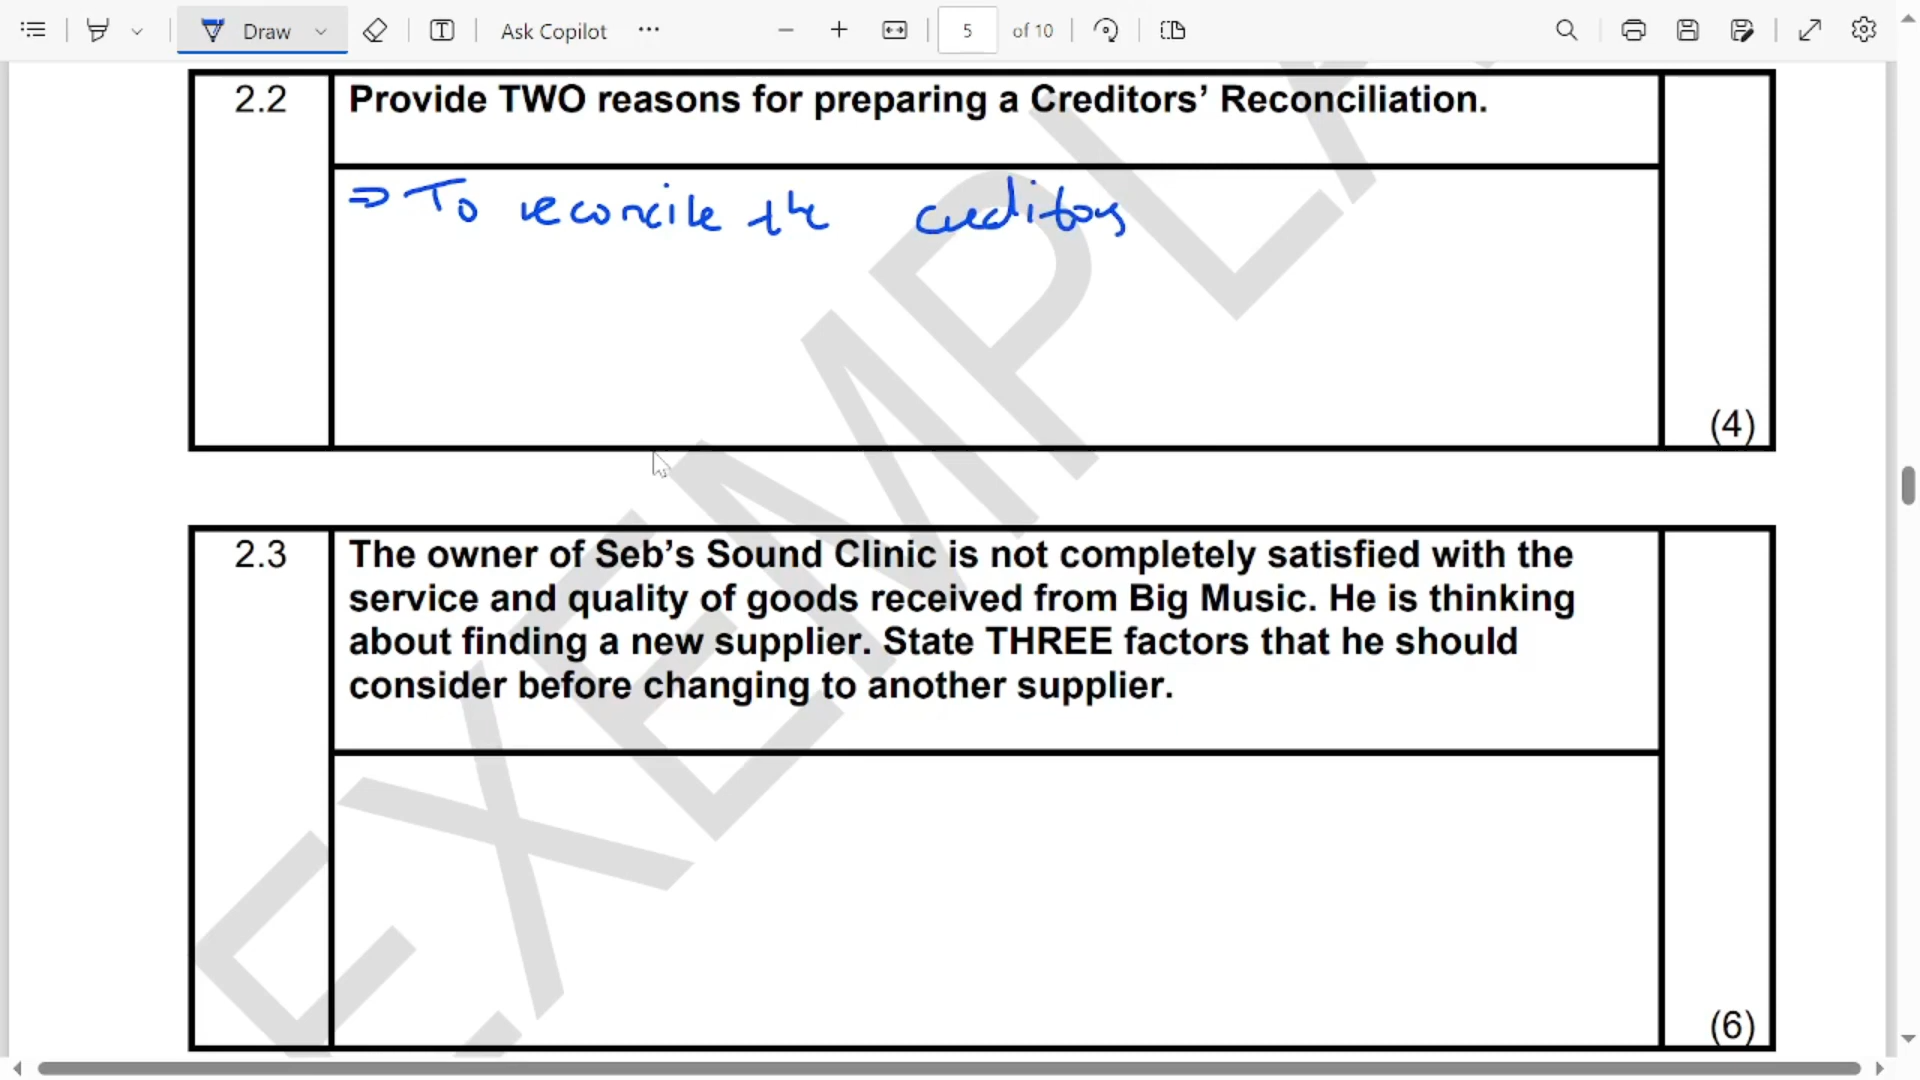 Draw
Ask Copilot
5 of 10
2.2 Provide TWO reasons for preparing a Creditors’ Reconciliation.
⇒ To reconcile the creditors
(4)
2.3 The owner of Seb’s Sound Clinic is not completely satisfied with the
service and quality of goods received from Big Music. He is thinking
about finding a new supplier. State THREE factors that he should
consider before changing to another supplier.
(6)